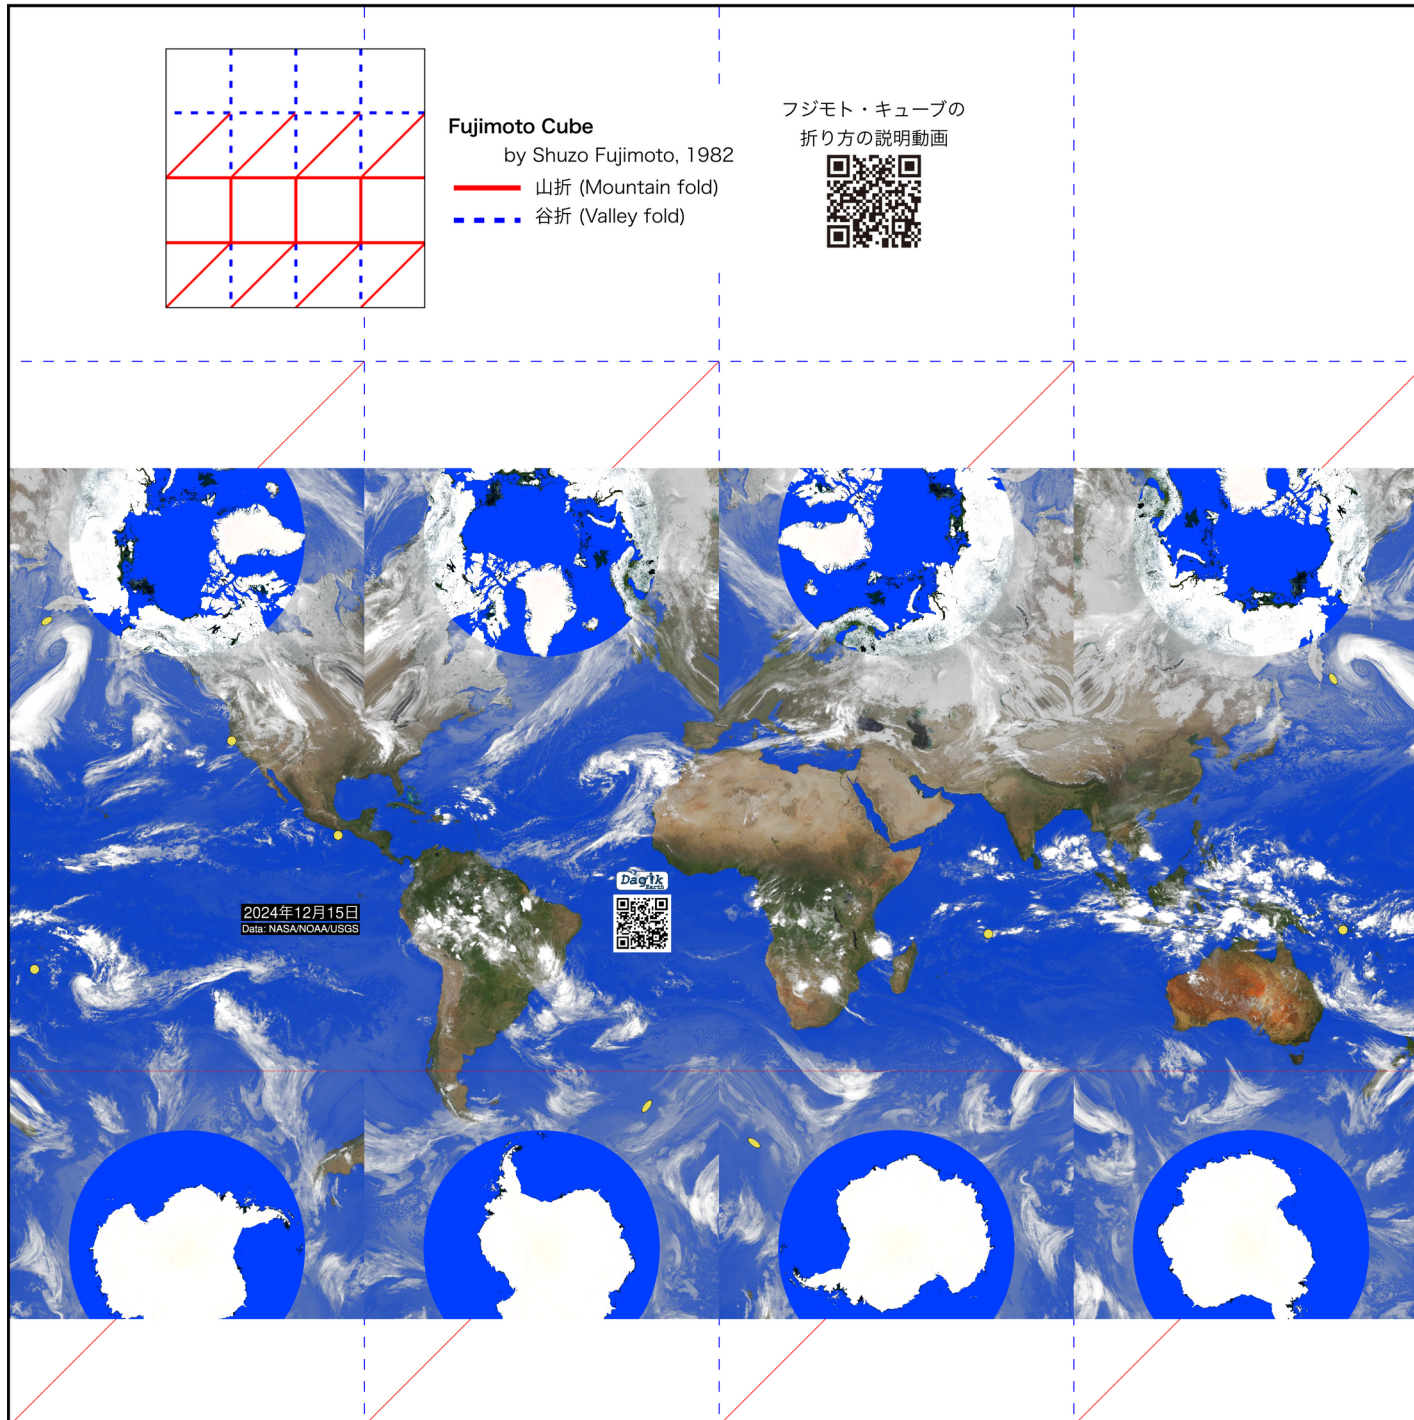 Fujimoto Cube
by Shuzo Fujimoto, 1982
山折 (Mountain fold)
谷折 (Valley fold)
フジモト・キューブの
折り方の説明動画
Dagik
Earth
2024年12月15日
Data: NASA/NOAA/USGS